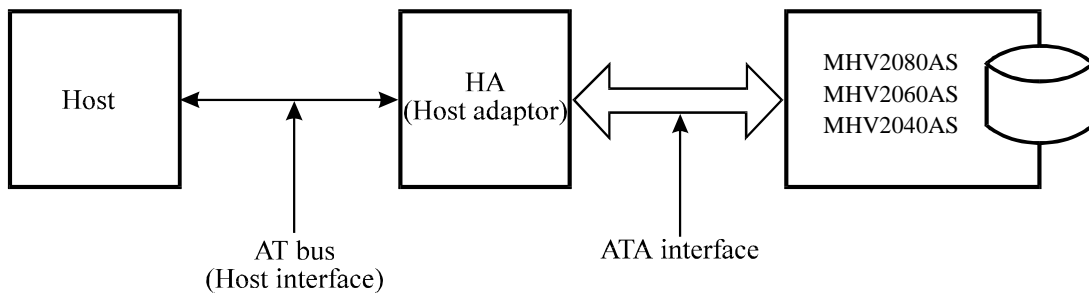 Host
HA
(Host adaptor)
MHV2080AS
MHV2060AS
MHV2040AS
AT bus
(Host interface)
ATA interface